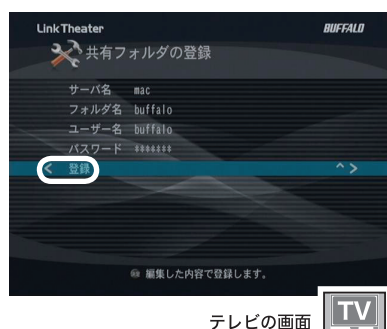 LinkTheater BUFFALO
共有フォルダの登録
サーバ名 mac
フォルダ名 buffalo
ユーザー名 buffalo
パスワード *******
< 登録 ^ >
編集した内容で登録します。
テレビの画面 TV